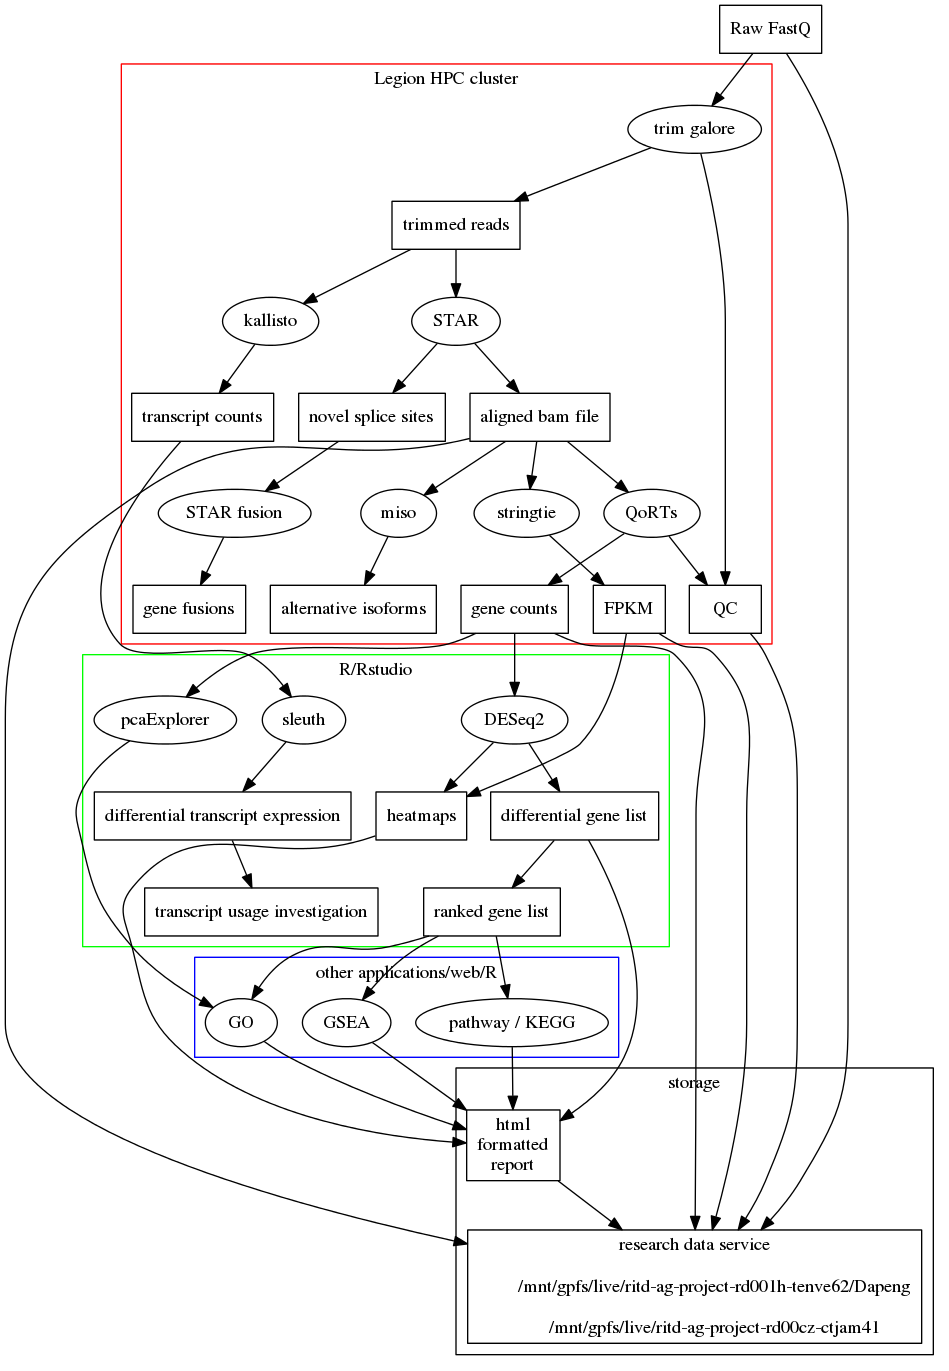 Raw FastQ
Legion HPC cluster
trim galore
trimmed reads
kallisto
STAR
transcript counts
novel splice sites
aligned bam file
STAR fusion
miso
stringtie
QoRTs
gene fusions
alternative isoforms
gene counts
FPKM
QC
R/Rstudio
pcaExplorer
sleuth
DESeq2
differential transcript expression
heatmaps
differential gene list
transcript usage investigation
ranked gene list
other applications/web/R
GO
GSEA
pathway / KEGG
storage
html
formatted
report
research data service
/mnt/gpfs/live/ritd-ag-project-rd001h-tenve62/Dapeng
/mnt/gpfs/live/ritd-ag-project-rd00cz-ctjam41